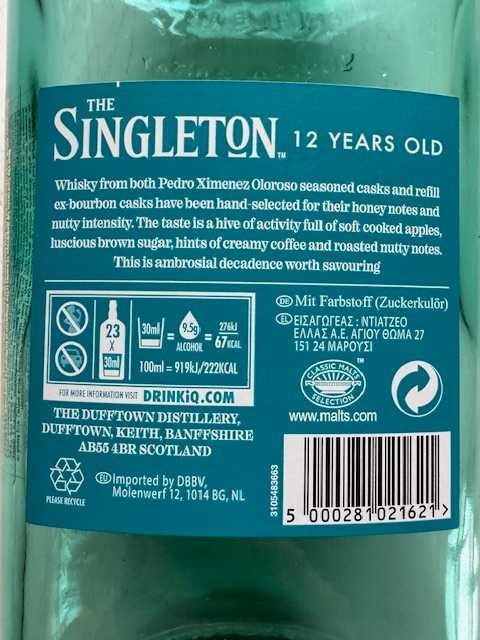 THE
SINGLETON™ 12 YEARS OLD
Whisky from both Pedro Ximenez Oloroso seasoned casks and refill
ex-bourbon casks have been hand-selected for their honey notes and
nutty intensity. The taste is a hive of activity full of soft cooked apples,
luscious brown sugar, hints of creamy coffee and roasted nutty notes.
This is ambrosial decadence worth savouring
23
X
30ml
30ml = 9.5g ALCOHOL = 276kJ 67KCAL
100ml = 919kJ/222KCAL
FOR MORE INFORMATION VISIT DRINKiQ.COM
THE DUFFTOWN DISTILLERY,
DUFFTOWN, KEITH, BANFFSHIRE
AB55 4BR SCOTLAND
PLEASE RECYCLE
EU Imported by DBBV,
Molenwerf 12, 1014 BG, NL
DE Mit Farbstoff (Zuckerkulör)
EL ΕΙΣΑΓΩΓΕΑΣ : ΝΤΙΑΤΖΕΟ
ΕΛΛΑΣ Α.Ε. ΑΓΙΟΥ ΘΩΜΑ 27
151 24 ΜΑΡΟΥΣΙ
CLASSIC MALTS
SELECTION
™
www.malts.com
3105483663
5 000281 021621 >